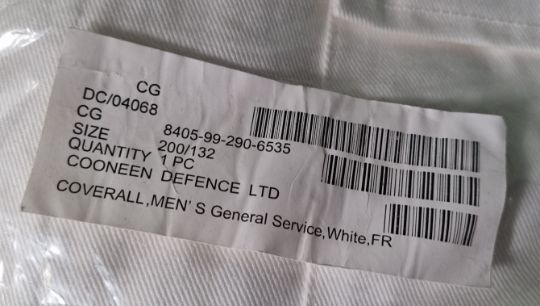 CG
DC/04068
CG 8405-99-290-6535
SIZE 200/132
QUANTITY 1 PC
COONEEN DEFENCE LTD
COVERALL,MEN'S General Service,White,FR